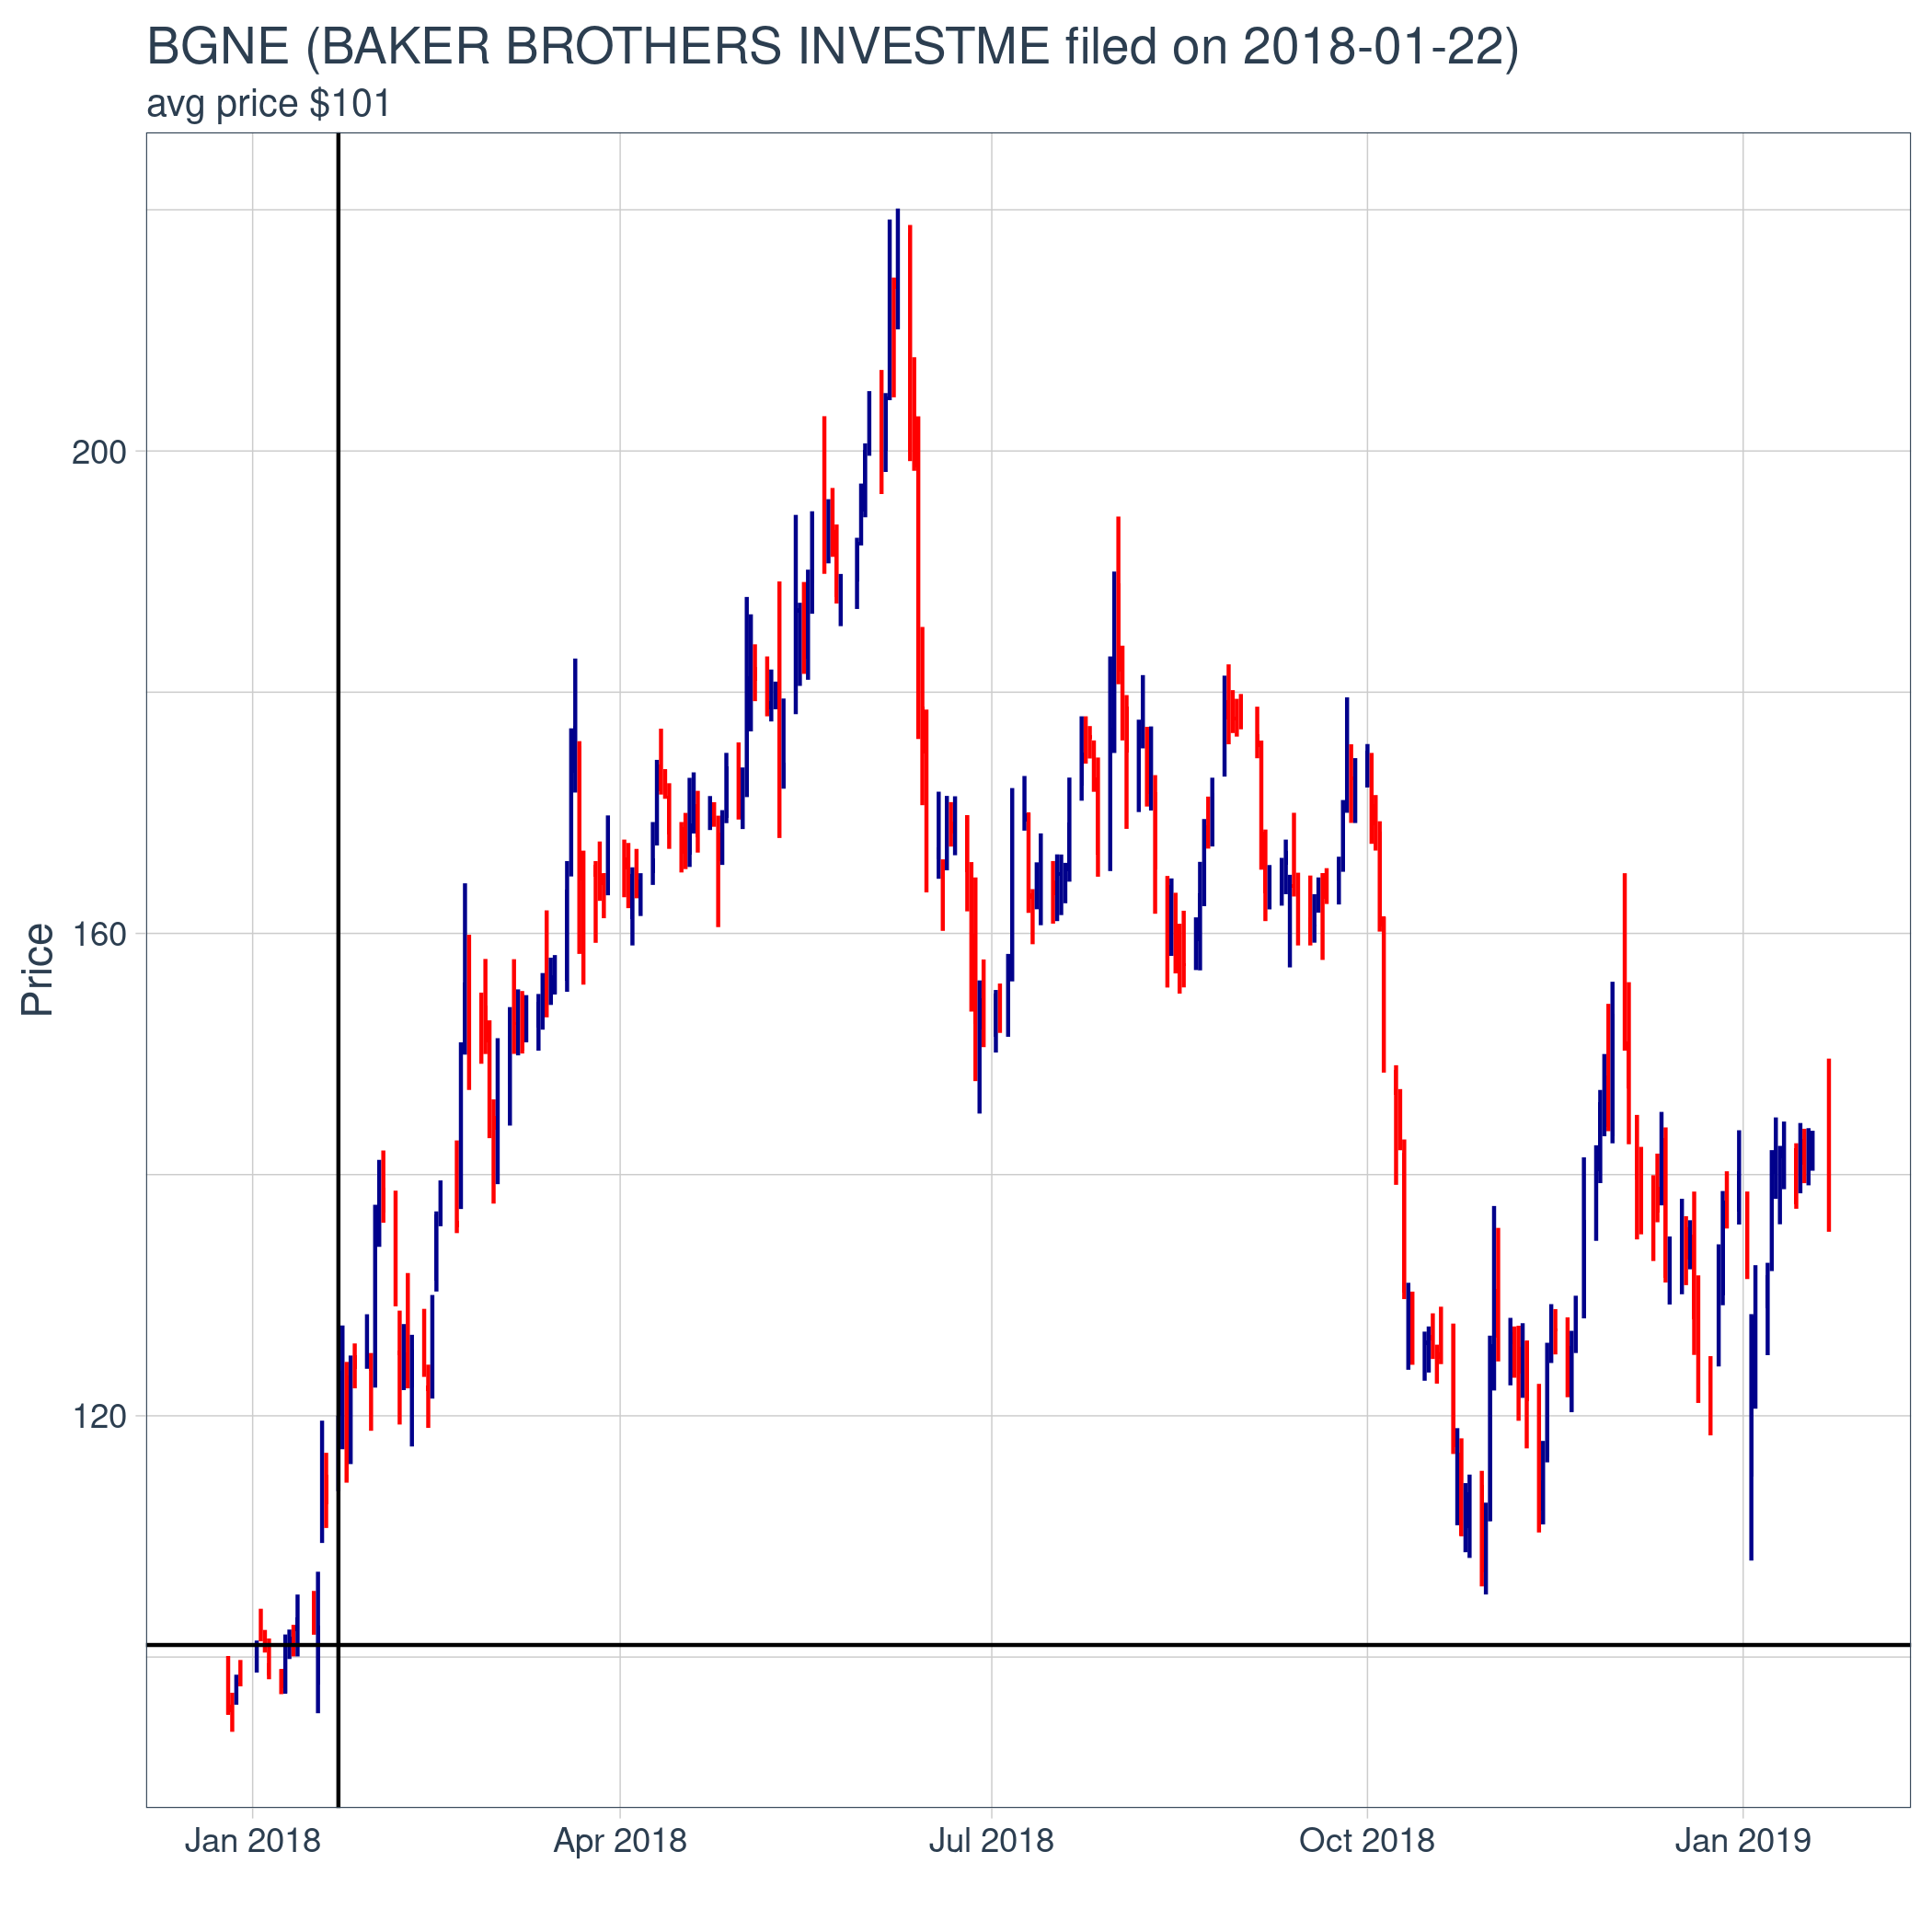 BGNE (BAKER BROTHERS INVESTME filed on 2018-01-22)
avg price $101
Price
200
160
120
Jan 2018
Apr 2018
Jul 2018
Oct 2018
Jan 2019